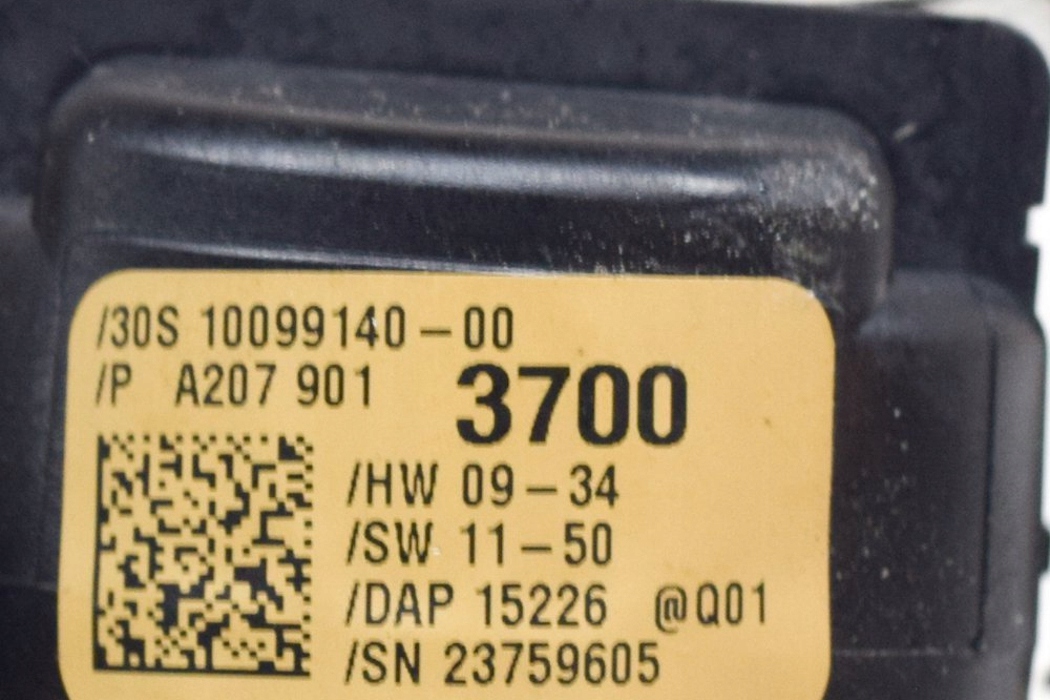 /30S 10099140-00
/P A207 901 3700
/HW 09-34
/SW 11-50
/DAP 15226 @Q01
/SN 23759605